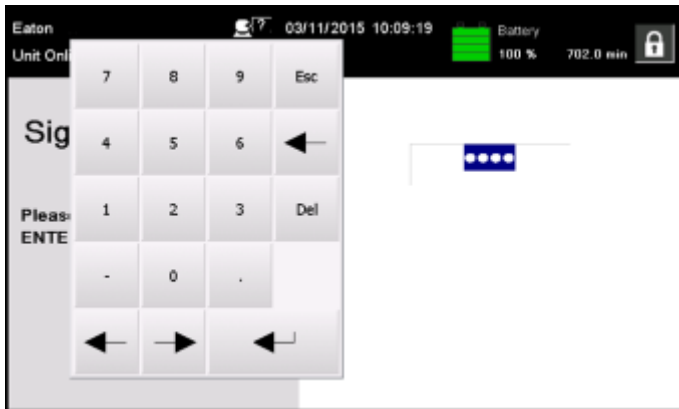 Eaton 03/11/2015 10:09:19 Battery
Unit Onli 100 % 702.0 min
7 8 9 Esc
Sig
4 5 6
Pleas
1 2 3 Del
ENTE
- 0 .